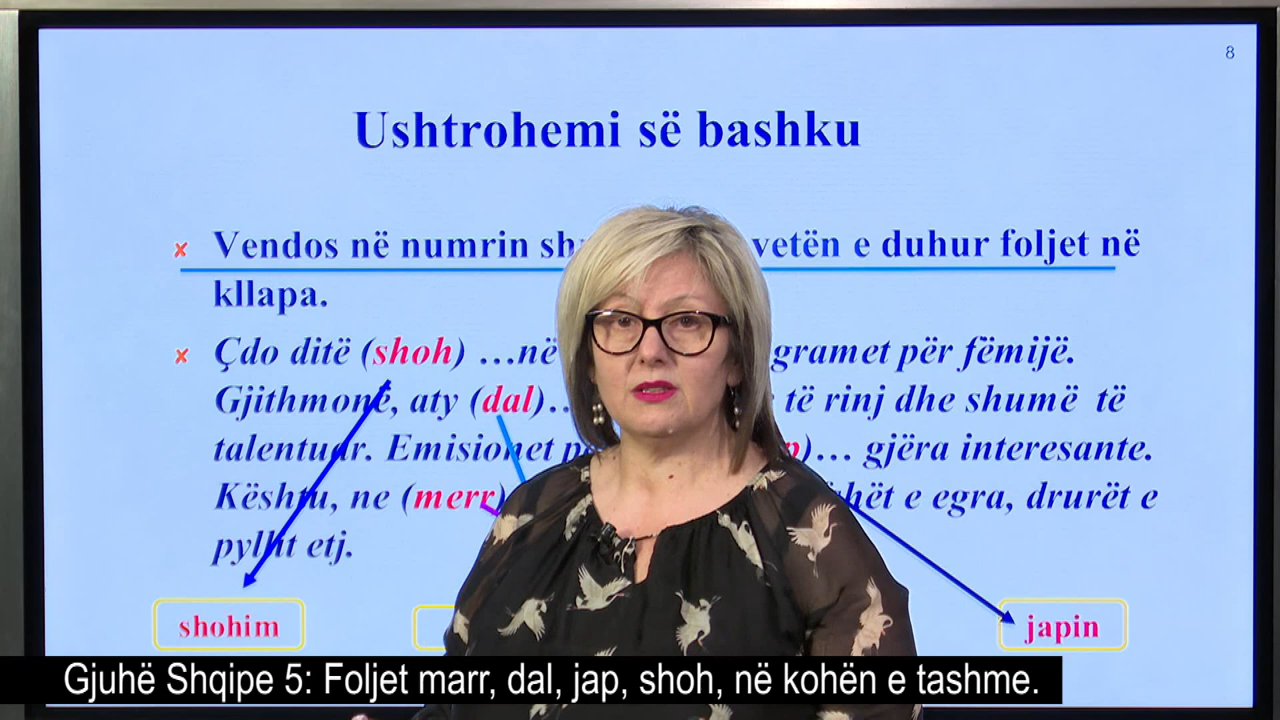 8
Ushtrohemi së bashku
Vendos në numrin vetën e duhur foljet në
kllapa.
Çdo ditë (shoh) …në gramet për fëmijë.
Gjithmonë, aty (dal)… të rinj dhe shumë të
talentuar. Emisionet )… gjëra interesante.
Kështu, ne (merr) e egra, drurët e
pyllit etj.
shohim
japin
Gjuhë Shqipe 5: Foljet marr, dal, jap, shoh, në kohën e tashme.